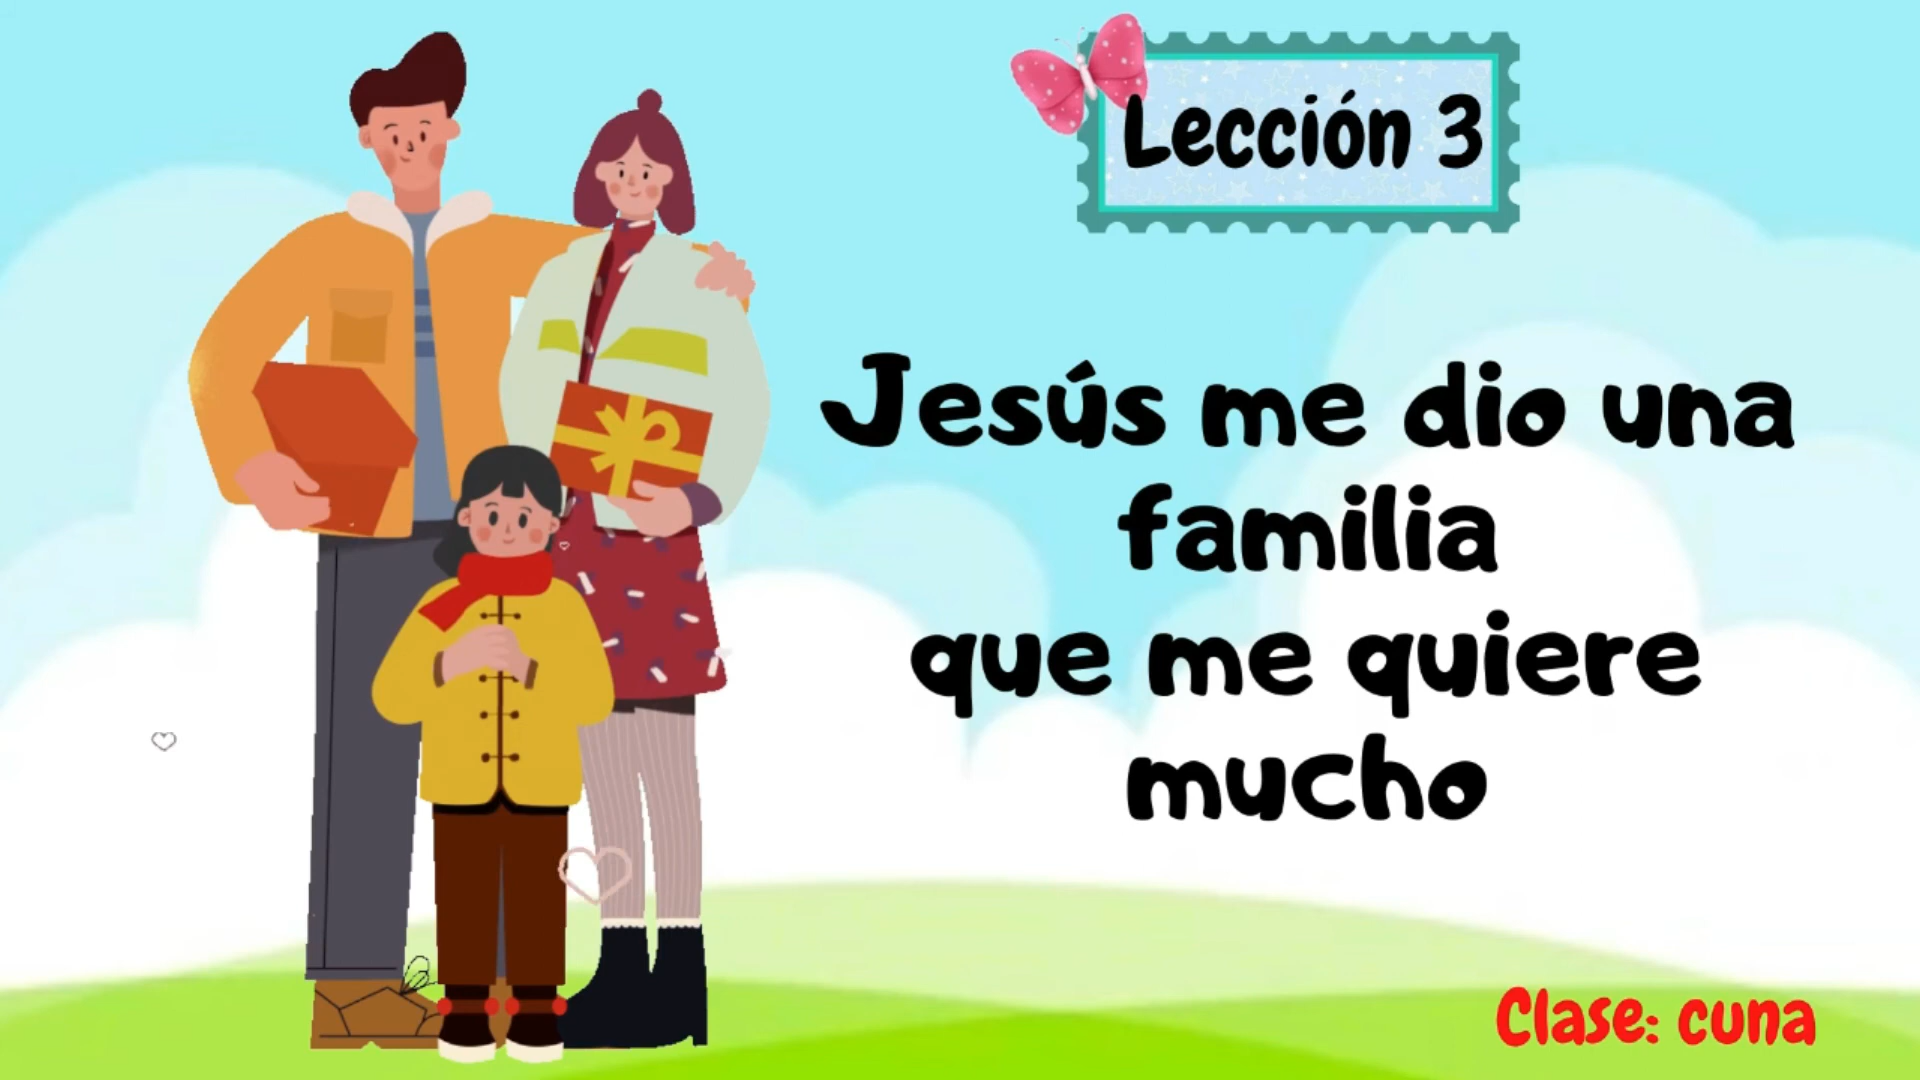 Lección 3
Jesús me dio una
familia
que me quiere
mucho
Clase: cuna